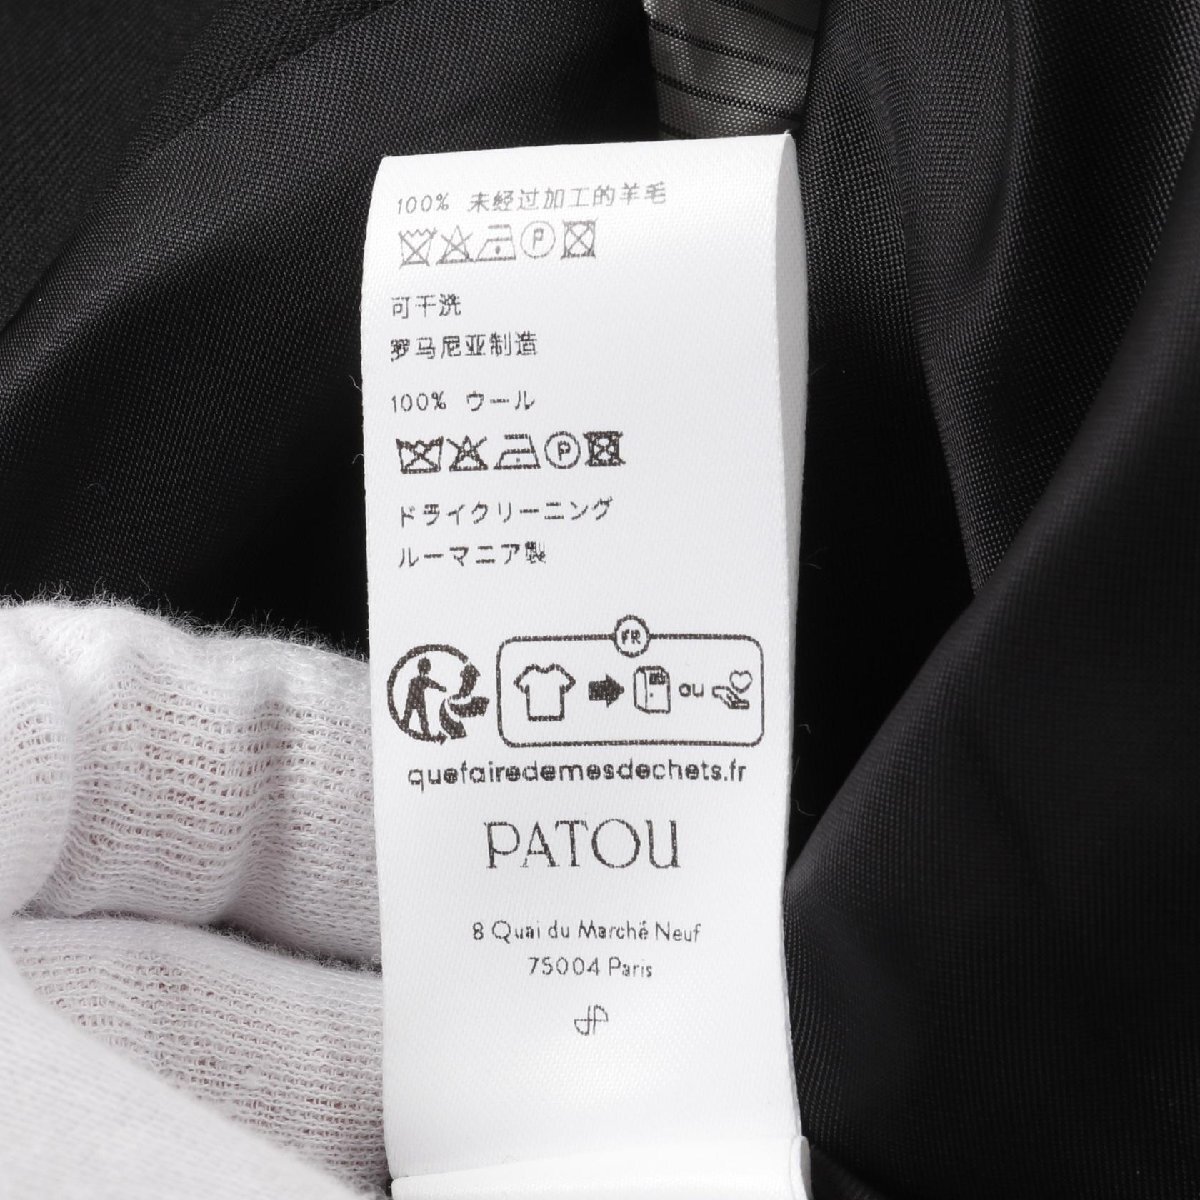 100% 未经过加工的羊毛
P
可干洗
罗马尼亚制造
100% ウール
P
ドライクリーニング
ルーマニア製
FR
ou
quefairedemesdechets.fr
PATOU
8 Quai du Marché Neuf
75004 Paris
JP